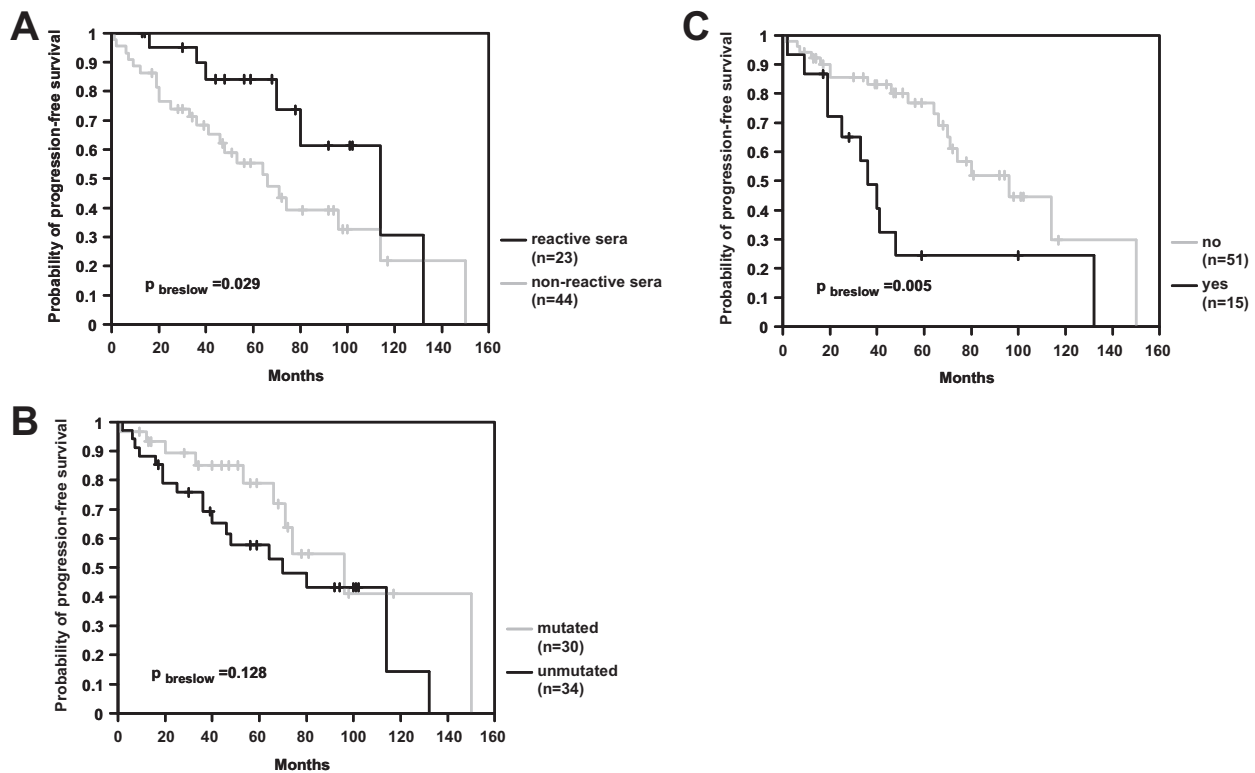 A
Probability of progression-free survival
1
0.9
0.8
0.7
0.6
0.5
0.4
0.3
0.2
0.1
0
p breslow =0.029
0 20 40 60 80 100 120 140 160
Months
reactive sera
(n=23)
non-reactive sera
(n=44)
C
Probability of progression-free survival
1
0.9
0.8
0.7
0.6
0.5
0.4
0.3
0.2
0.1
0
p breslow =0.005
0 20 40 60 80 100 120 140 160
Months
no
(n=51)
yes
(n=15)
B
Probability of progression-free survival
1
0.9
0.8
0.7
0.6
0.5
0.4
0.3
0.2
0.1
0
p breslow =0.128
0 20 40 60 80 100 120 140 160
Months
mutated
(n=30)
unmutated
(n=34)